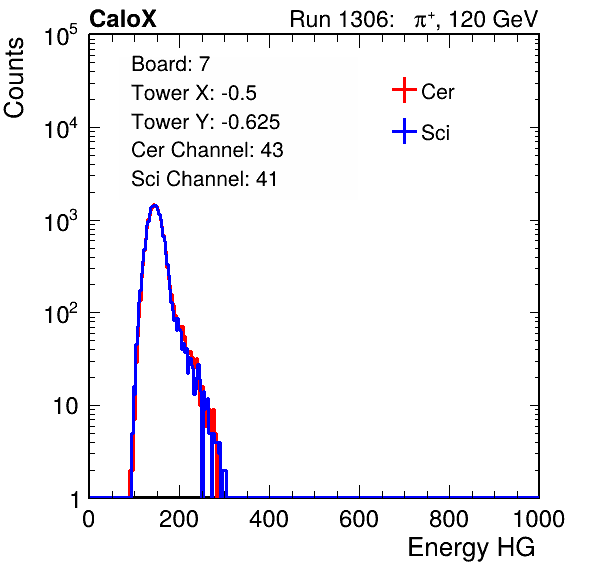 CaloX Run 1306: π⁺, 120 GeV
Board: 7
Tower X: -0.5
Tower Y: -0.625
Cer Channel: 43
Sci Channel: 41
Cer
Sci
Counts
10⁵
10⁴
10³
10²
10
1
0 200 400 600 800 1000
Energy HG